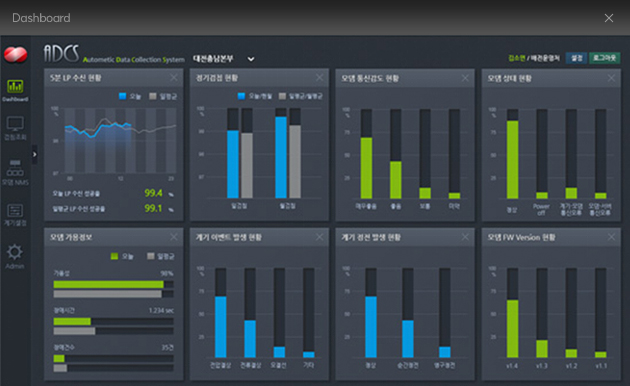 Dashboard
ADCS Autometic Data Collection System
대전충남본부
김소연 / 배전운영처
설정
로그아웃
Dashboard
검침조회
모뎀 NMS
계기설정
Admin
5분 LP 수신 현황
오늘 일평균
오늘 LP 수신 성공률 99.4 %
일평균 LP 수신 성공률 99.1 %
정기검침 현황
오늘/현월 일평균/월평균
일검침 월검침
모뎀 통신감도 현황
매우좋음 좋음 보통 미약
모뎀 상태 현황
정상 Power off 계기-모뎀 통신오류 모뎀-서버 통신오류
모뎀 가용정보
오늘 일평균
가용성 98%
장애시간 1.234 sec
장애건수 35건
계기 이벤트 발생 현황
전압결상 전류결상 오결선 기타
계기 정전 발생 현황
정상 순간정전 영구정전
모뎀 FW Version 현황
v1.4 v1.3 v1.2 v1.1